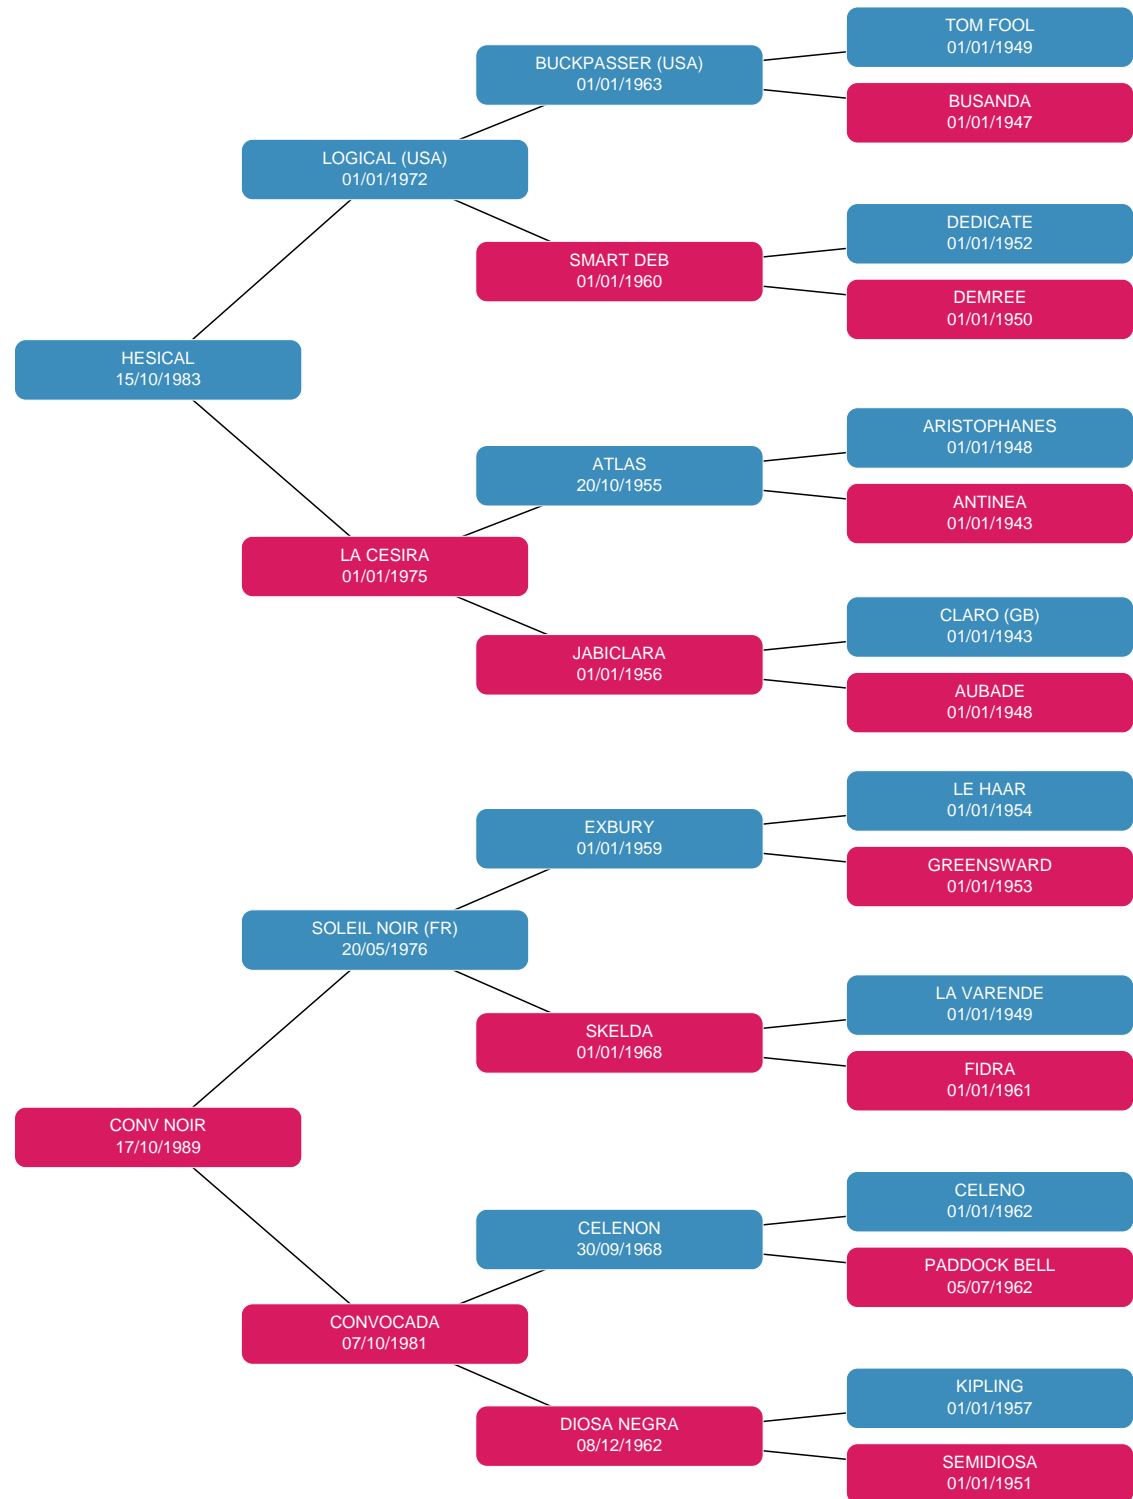 TOM FOOL
01/01/1949
BUCKPASSER (USA)
01/01/1963
BUSANDA
01/01/1947
LOGICAL (USA)
01/01/1972
DEDICATE
01/01/1952
SMART DEB
01/01/1960
DEMREE
01/01/1950
HESICAL
15/10/1983
ARISTOPHANES
01/01/1948
ATLAS
20/10/1955
ANTINEA
01/01/1943
LA CESIRA
01/01/1975
CLARO (GB)
01/01/1943
JABICLARA
01/01/1956
AUBADE
01/01/1948
LE HAAR
01/01/1954
EXBURY
01/01/1959
GREENSWARD
01/01/1953
SOLEIL NOIR (FR)
20/05/1976
LA VARENDE
01/01/1949
SKELDA
01/01/1968
FIDRA
01/01/1961
CONV NOIR
17/10/1989
CELENO
01/01/1962
CELENON
30/09/1968
PADDOCK BELL
05/07/1962
CONVOCADA
07/10/1981
KIPLING
01/01/1957
DIOSA NEGRA
08/12/1962
SEMIDIOSA
01/01/1951